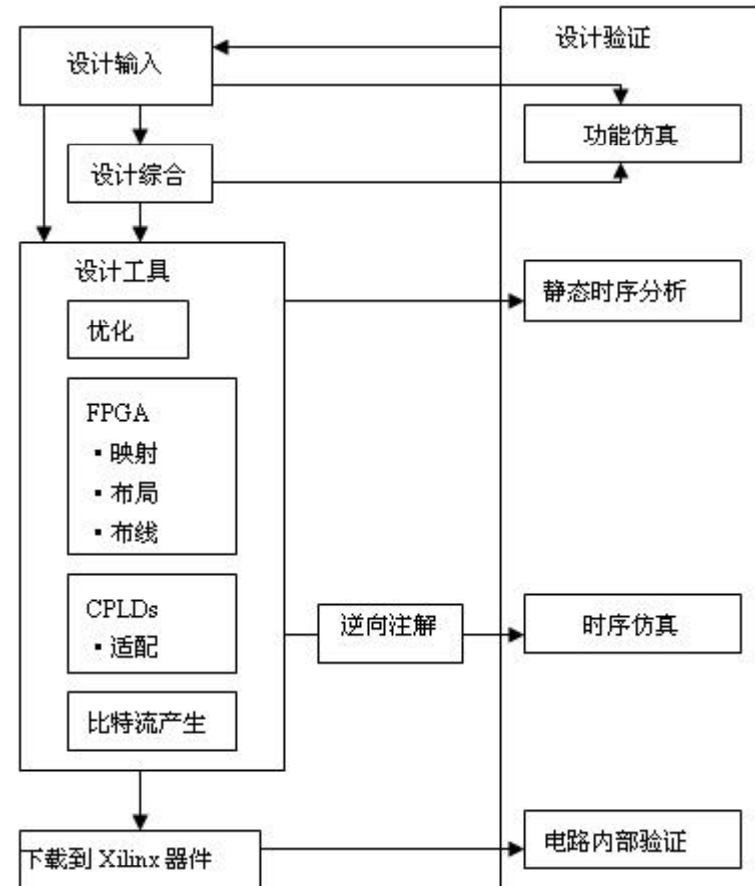 设计输入
设计综合
设计工具
优化
FPGA
▪映射
▪布局
▪布线
CPLDs
▪适配
比特流产生
下载到 Xilinx 器件
逆向注解
设计验证
功能仿真
静态时序分析
时序仿真
电路内部验证